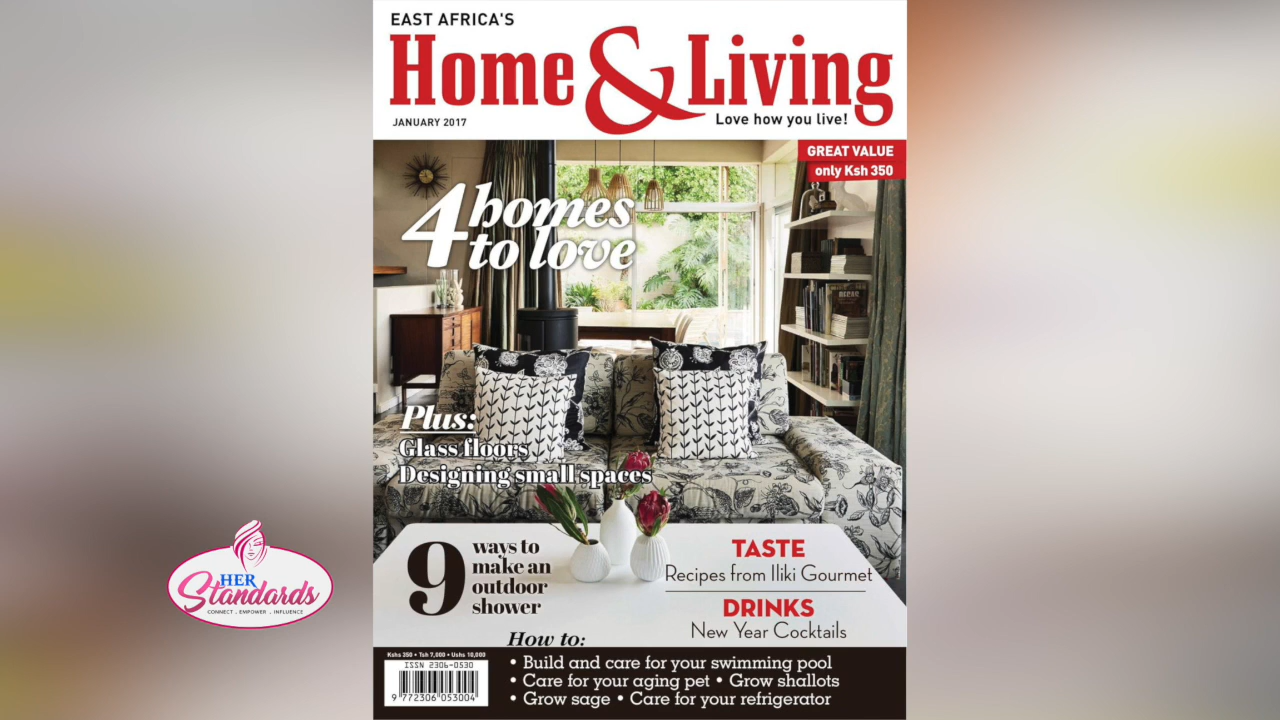 EAST AFRICA'S
Home & Living
JANUARY 2017
Love how you live!
GREAT VALUE
only Ksh 350
4 homes
to love
DECAD
Plus:
Glass floors
Designing small spaces
9 ways to
make an
outdoor
shower
TASTE
Recipes from Iliki Gourmet
DRINKS
New Year Cocktails
How to:
• Build and care for your swimming pool
• Care for your aging pet • Grow shallots
• Grow sage • Care for your refrigerator
Kshs 350 • Tsh 7,000 • Ushs 10,000
ISSN 2306-0530
9 772306 053004
HER
Standards
CONNECT . EMPOWER . INFLUENCE